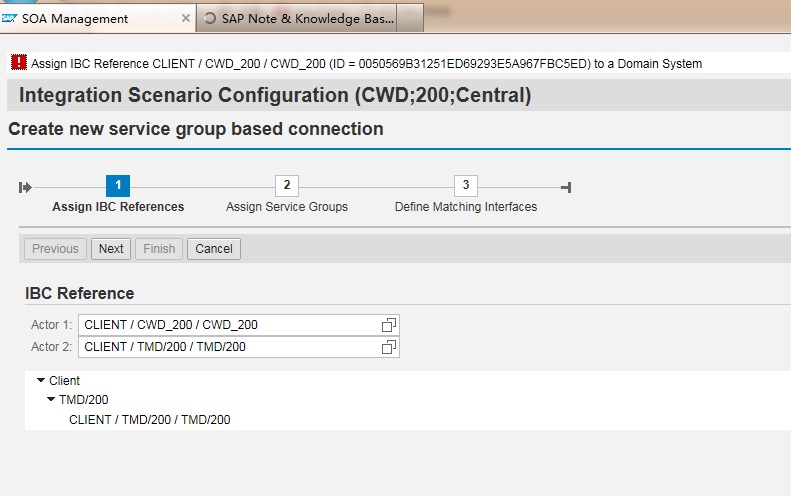 SAP SOA Management
SAP Note & Knowledge Bas...
Assign IBC Reference CLIENT / CWD_200 / CWD_200 (ID = 0050569B31251ED69293E5A967FBC5ED) to a Domain System
Integration Scenario Configuration (CWD;200;Central)
Create new service group based connection
1 2 3
Assign IBC References Assign Service Groups Define Matching Interfaces
Previous Next Finish Cancel
IBC Reference
Actor 1: CLIENT / CWD_200 / CWD_200
Actor 2: CLIENT / TMD/200 / TMD/200
Client
TMD/200
CLIENT / TMD/200 / TMD/200